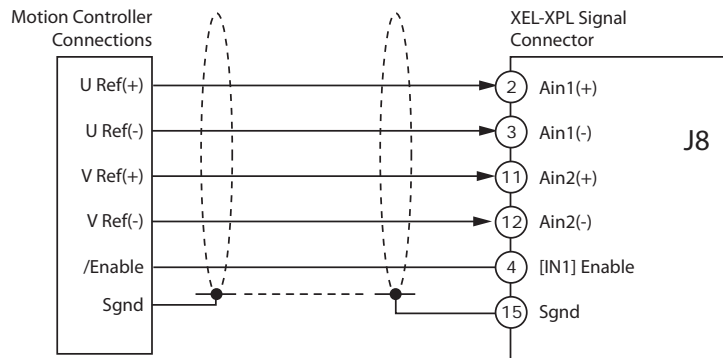 Motion Controller
Connections
XEL-XPL Signal
Connector
U Ref(+)
2
Ain1(+)
U Ref(-)
3
Ain1(-)
J8
V Ref(+)
11
Ain2(+)
V Ref(-)
12
Ain2(-)
/Enable
4
[IN1] Enable
Sgnd
15
Sgnd